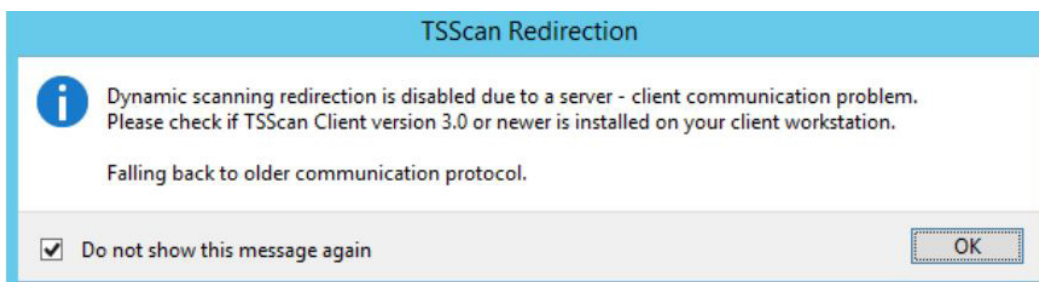 TSScan Redirection
Dynamic scanning redirection is disabled due to a server - client communication problem.
Please check if TSScan Client version 3.0 or newer is installed on your client workstation.
Falling back to older communication protocol.
Do not show this message again
OK